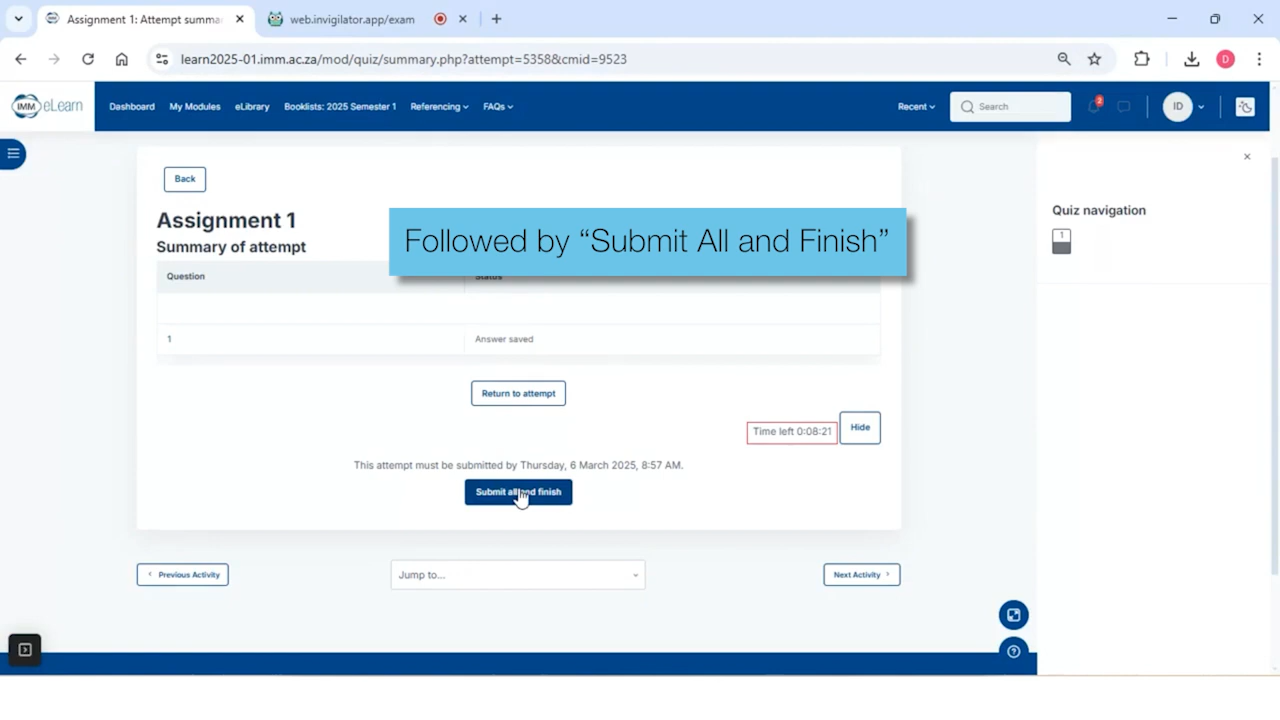 Assignment 1: Attempt summa
web.invigilator.app/exam
learn2025-01.imm.ac.za/mod/quiz/summary.php?attempt=5358&cmid=9523
D
IMM eLearn
Dashboard My Modules eLibrary Booklists: 2025 Semester 1 Referencing FAQs
Recent
Search
2
ID
Back
Assignment 1
Summary of attempt
Followed by “Submit All and Finish”
Question Status
1 Answer saved
Return to attempt
Time left 0:08:21
Hide
This attempt must be submitted by Thursday, 6 March 2025, 8:57 AM.
Submit all and finish
Previous Activity
Jump to...
Next Activity
Quiz navigation
1